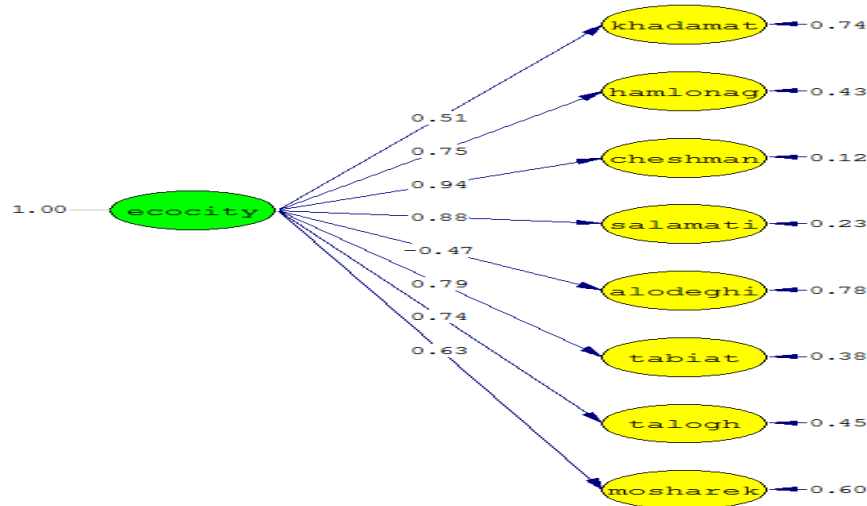 khadamat 0.74
hamlonag 0.43
0.51
0.75
cheshman 0.12
0.94
1.00 ecocity
0.88
salamati 0.23
-0.47
0.79
alodeghi 0.78
0.74
0.63
tabiat 0.38
talogh 0.45
mosharek 0.60